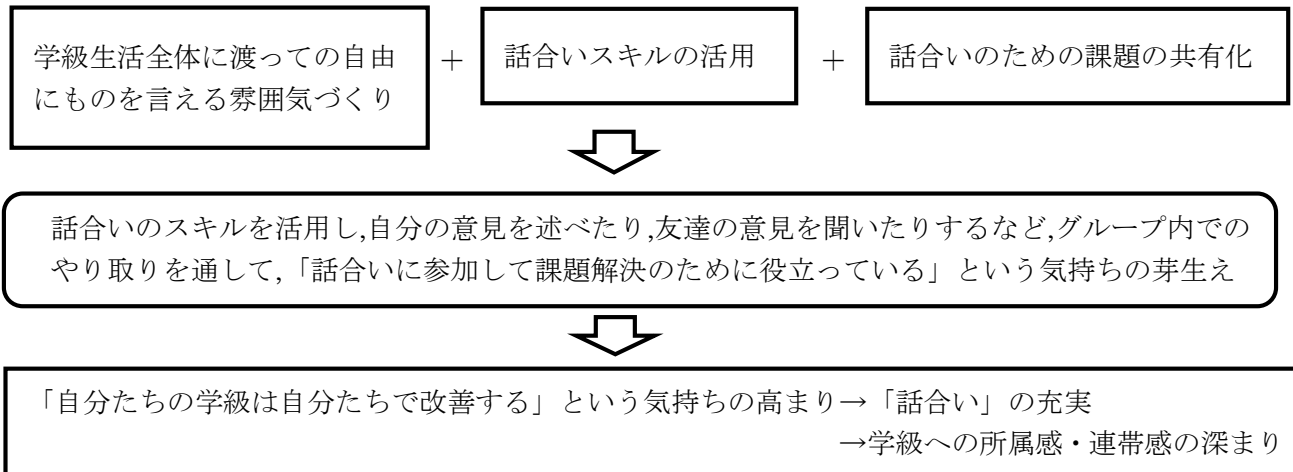 学級生活全体に渡っての自由
にものを言える雰囲気づくり
+
話合いスキルの活用
+
話合いのための課題の共有化
話合いのスキルを活用し,自分の意見を述べたり,友達の意見を聞いたりするなど,グループ内での
やり取りを通して,「話合いに参加して課題解決のために役立っている」という気持ちの芽生え
「自分たちの学級は自分たちで改善する」という気持ちの高まり→「話合い」の充実
→学級への所属感・連帯感の深まり